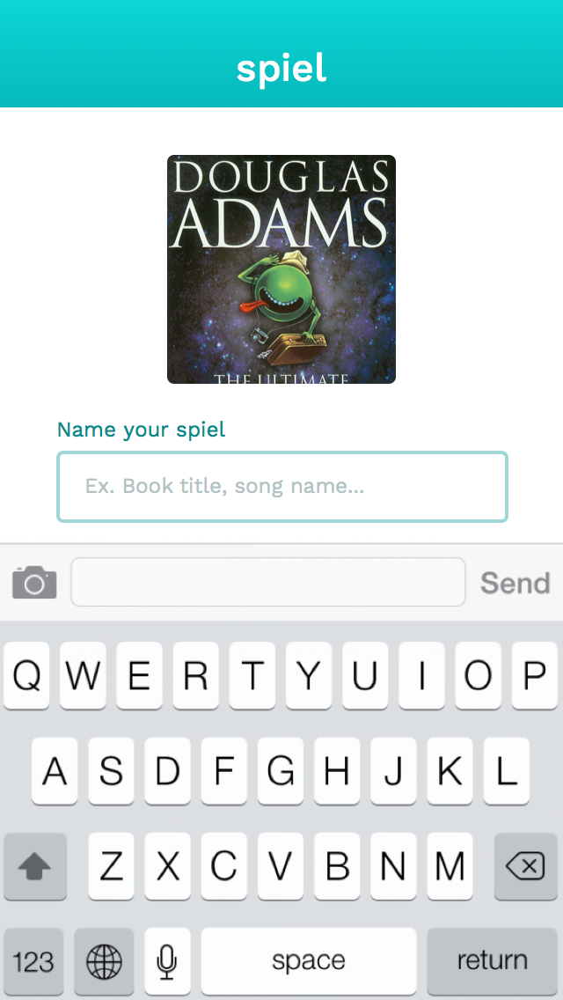 spiel
DOUGLAS
ADAMS
THE ULTIMATE
Name your spiel
Ex. Book title, song name...
Send
Q W E R T Y U I O P
A S D F G H J K L
Z X C V B N M
123 space return